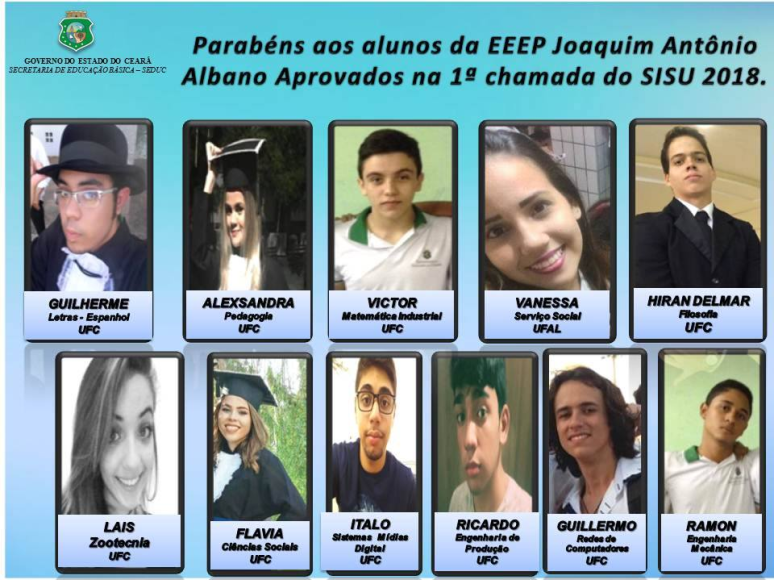 GOVERNO DO ESTADO DO CEARÁ
SECRETARIA DE EDUCAÇÃO BÁSICA – SEDUC
Parabéns aos alunos da EEEP Joaquim Antônio
Albano Aprovados na 1ª chamada do SISU 2018.
GUILHERME
Letras - Espanhol
UFC
ALEXSANDRA
Pedagogia
UFC
VICTOR
Matemática Industrial
UFC
VANESSA
Serviço Social
UFAL
HIRAN DELMAR
Filosofia
UFC
LAIS
Zootecnia
UFC
FLAVIA
Ciências Sociais
UFC
ITALO
Sistemas Mídias
Digital
UFC
RICARDO
Engenharia de
Produção
UFC
GUILLERMO
Redes de
Computadores
UFC
RAMON
Engenharia
Mecânica
UFC